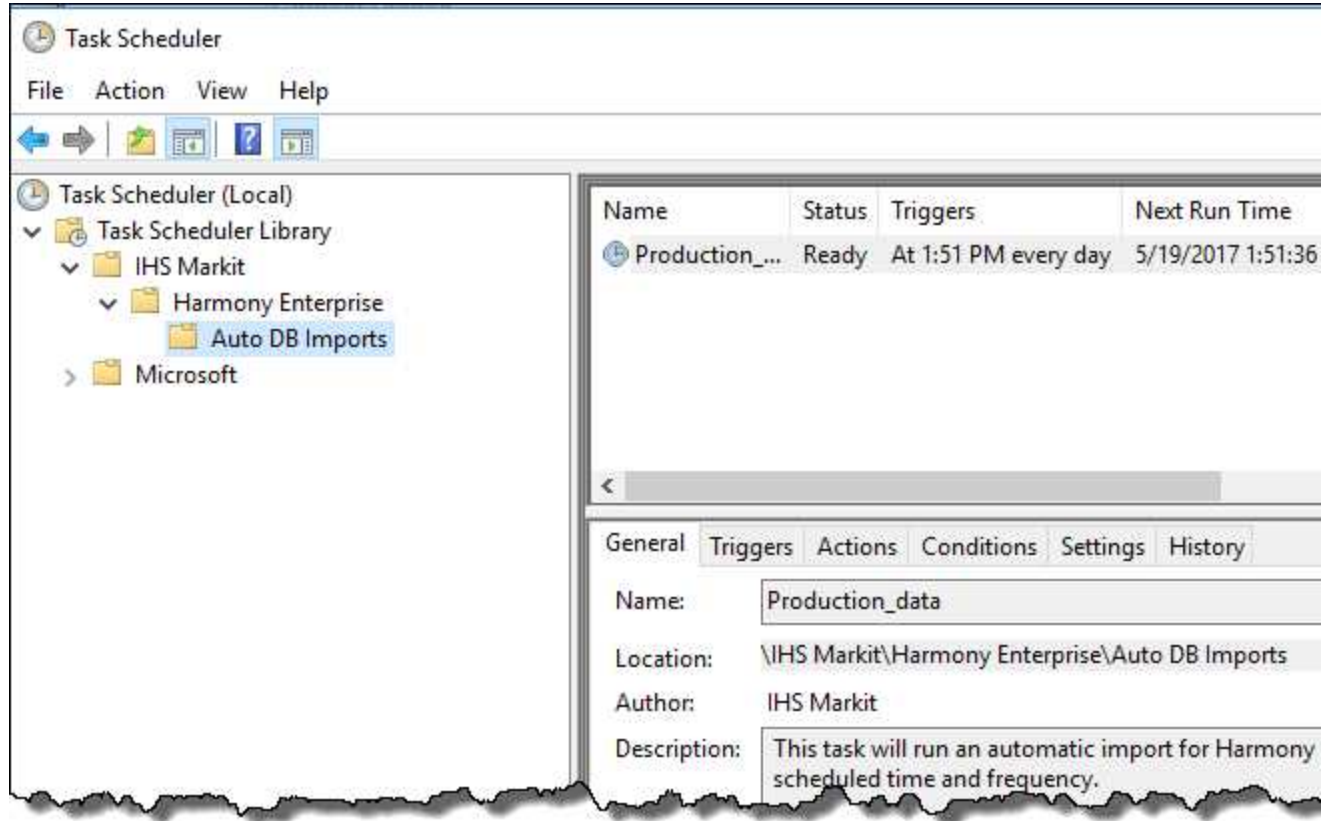 Task Scheduler
File Action View Help
Task Scheduler (Local)
Task Scheduler Library
IHS Markit
Harmony Enterprise
Auto DB Imports
Microsoft
Name Status Triggers Next Run Time
Production_... Ready At 1:51 PM every day 5/19/2017 1:51:36
General Triggers Actions Conditions Settings History
Name: Production_data
Location: \IHS Markit\Harmony Enterprise\Auto DB Imports
Author: IHS Markit
Description: This task will run an automatic import for Harmony
scheduled time and frequency.